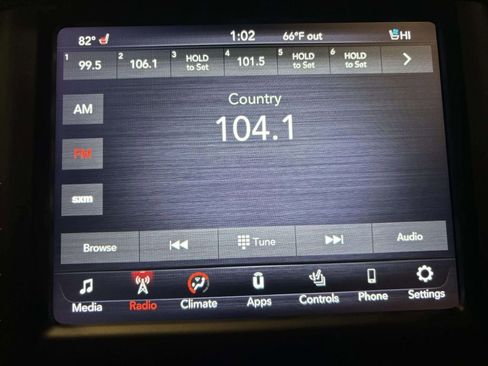 82° 1:02 66°F out HI
1 99.5 2 106.1 3 HOLD to Set 4 101.5 5 HOLD to Set 6 HOLD to Set
Country
104.1
AM
FM
sxm
Browse Tune Audio
Media Radio Climate Apps Controls Phone Settings